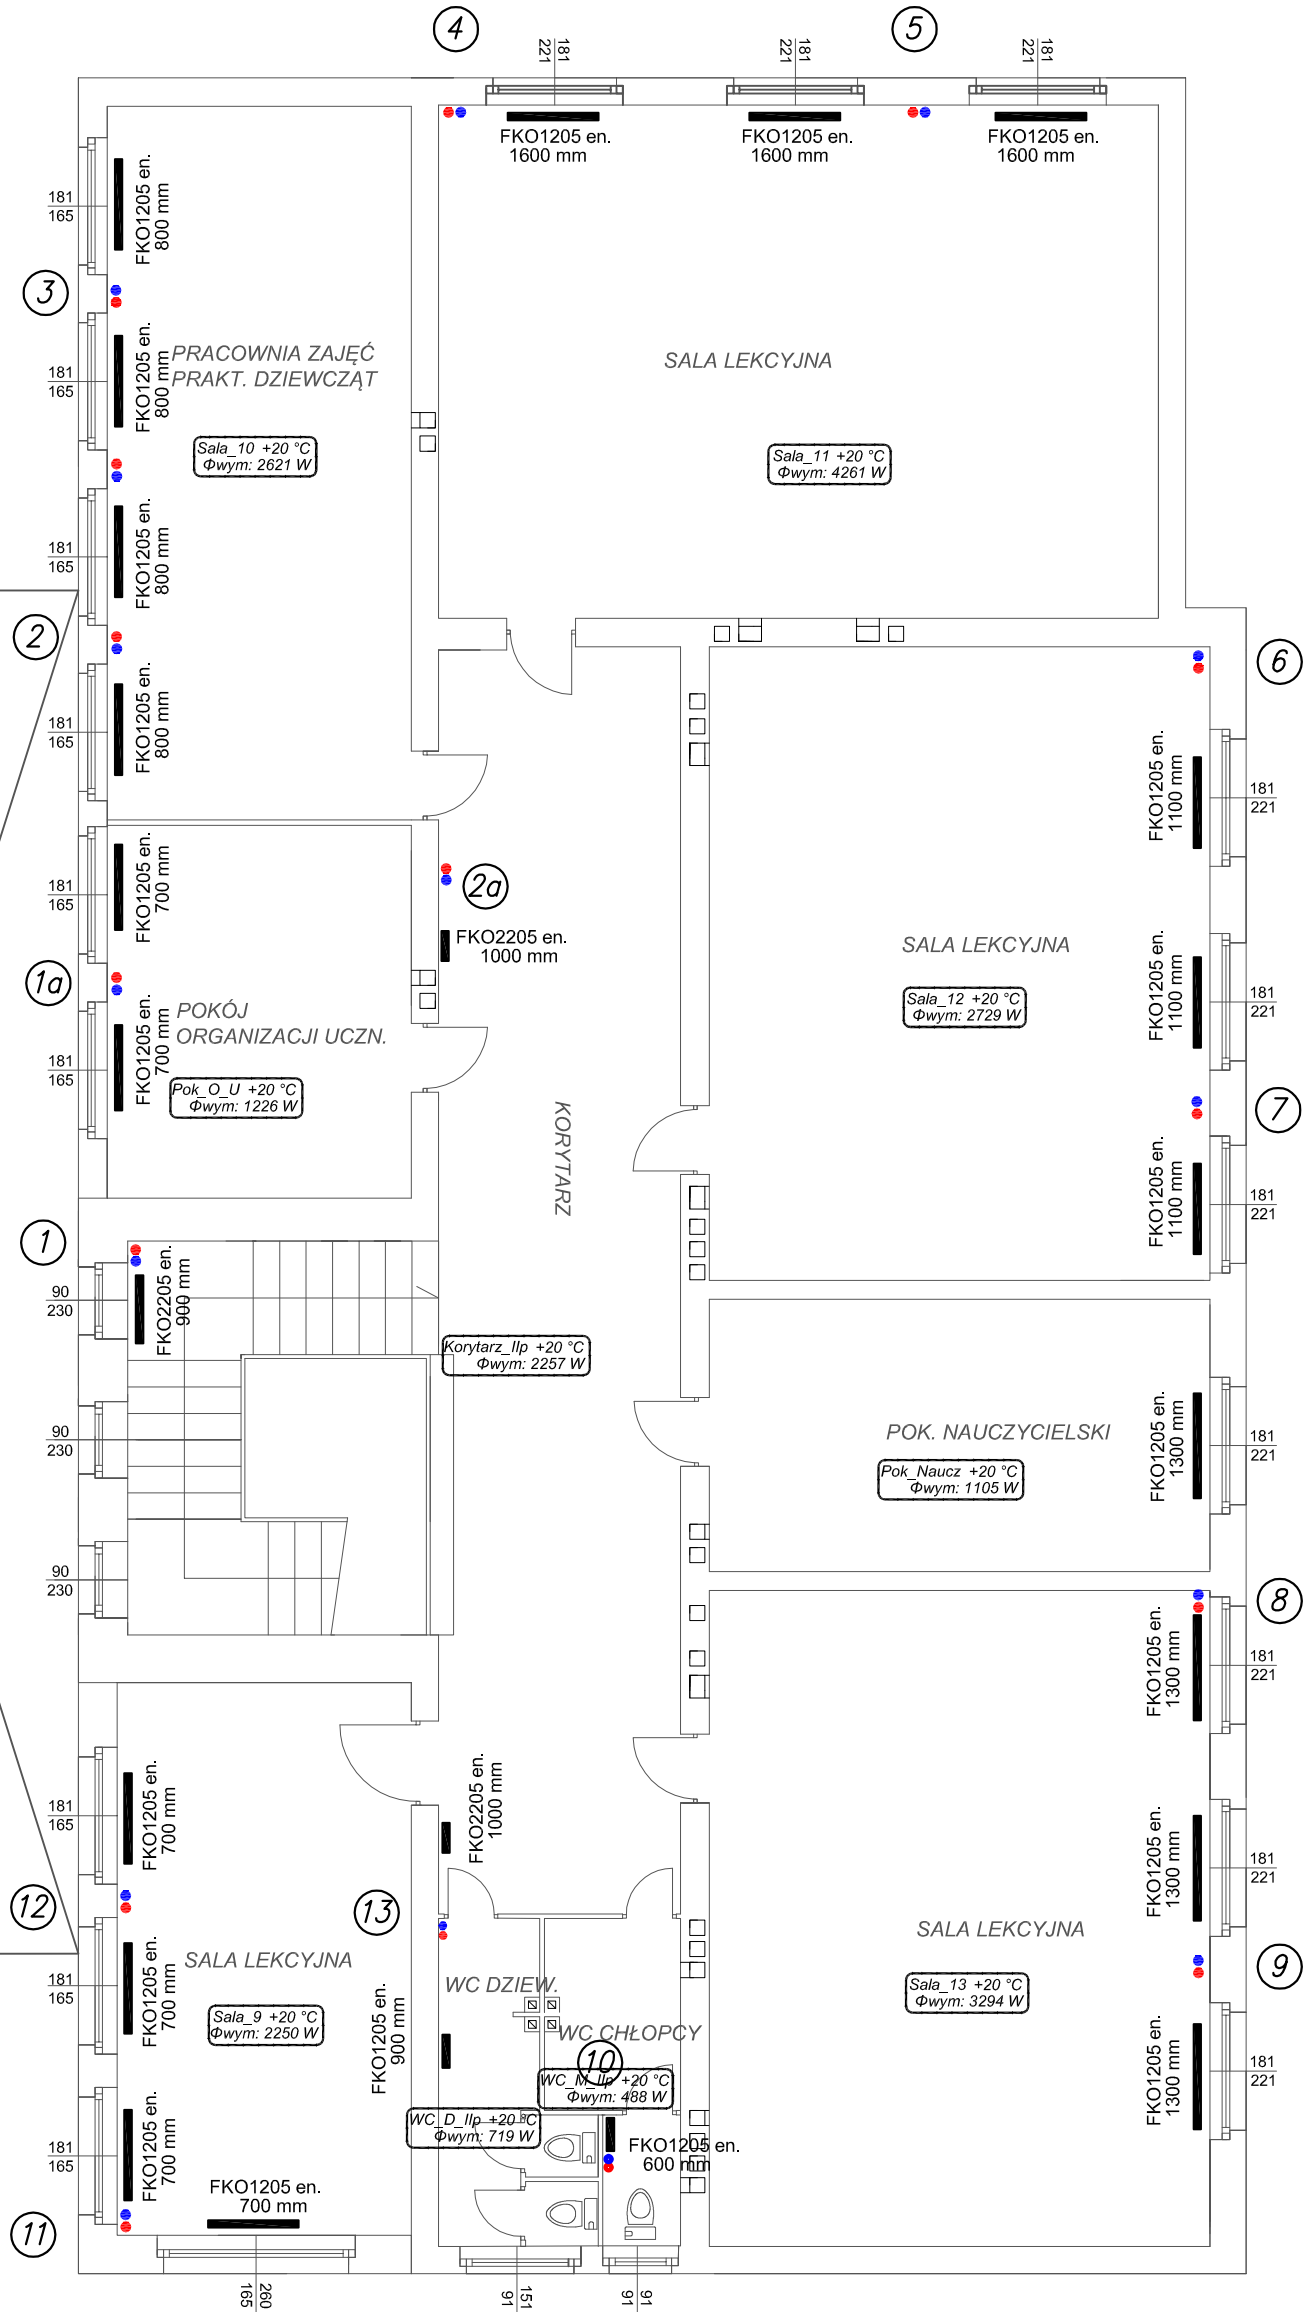 4
5
181
221
181
221
181
221
FKO1205 en.
1600 mm
FKO1205 en.
1600 mm
FKO1205 en.
1600 mm
181
165
FKO1205 en.
800 mm
3
181
165
FKO1205 en.
800 mm
PRACOWNIA ZAJĘĆ
PRAKT. DZIEWCZĄT
SALA LEKCYJNA
Sala_10 +20 °C
Φwym: 2621 W
Sala_11 +20 °C
Φwym: 4261 W
181
165
FKO1205 en.
800 mm
2
6
181
165
FKO1205 en.
800 mm
FKO1205 en.
1100 mm
181
221
181
165
FKO1205 en.
700 mm
2a
FKO2205 en.
1000 mm
SALA LEKCYJNA
Sala_12 +20 °C
Φwym: 2729 W
FKO1205 en.
1100 mm
181
221
1a
POKÓJ
ORGANIZACJI UCZN.
181
165
FKO1205 en.
700 mm
Pok_O_U +20 °C
Φwym: 1226 W
7
KORYTARZ
FKO1205 en.
1100 mm
181
221
1
90
230
FKO2205 en.
900 mm
Korytarz_IIp +20 °C
Φwym: 2257 W
90
230
POK. NAUCZYCIELSKI
Pok_Naucz +20 °C
Φwym: 1105 W
FKO1205 en.
1300 mm
181
221
90
230
8
FKO1205 en.
1300 mm
181
221
181
165
FKO1205 en.
700 mm
FKO2205 en.
1000 mm
FKO1205 en.
1300 mm
181
221
12
13
SALA LEKCYJNA
SALA LEKCYJNA
9
181
165
FKO1205 en.
700 mm
Sala_9 +20 °C
Φwym: 2250 W
FKO1205 en.
900 mm
WC DZIEW.
WC CHŁOPCY
Sala_13 +20 °C
Φwym: 3294 W
10
WC_M_IIp +20 °C
Φwym: 488 W
FKO1205 en.
1300 mm
181
221
WC_D_IIp +20 °C
Φwym: 719 W
181
165
FKO1205 en.
700 mm
FKO1205 en.
600 mm
FKO1205 en.
700 mm
11
260
165
151
91
91
91